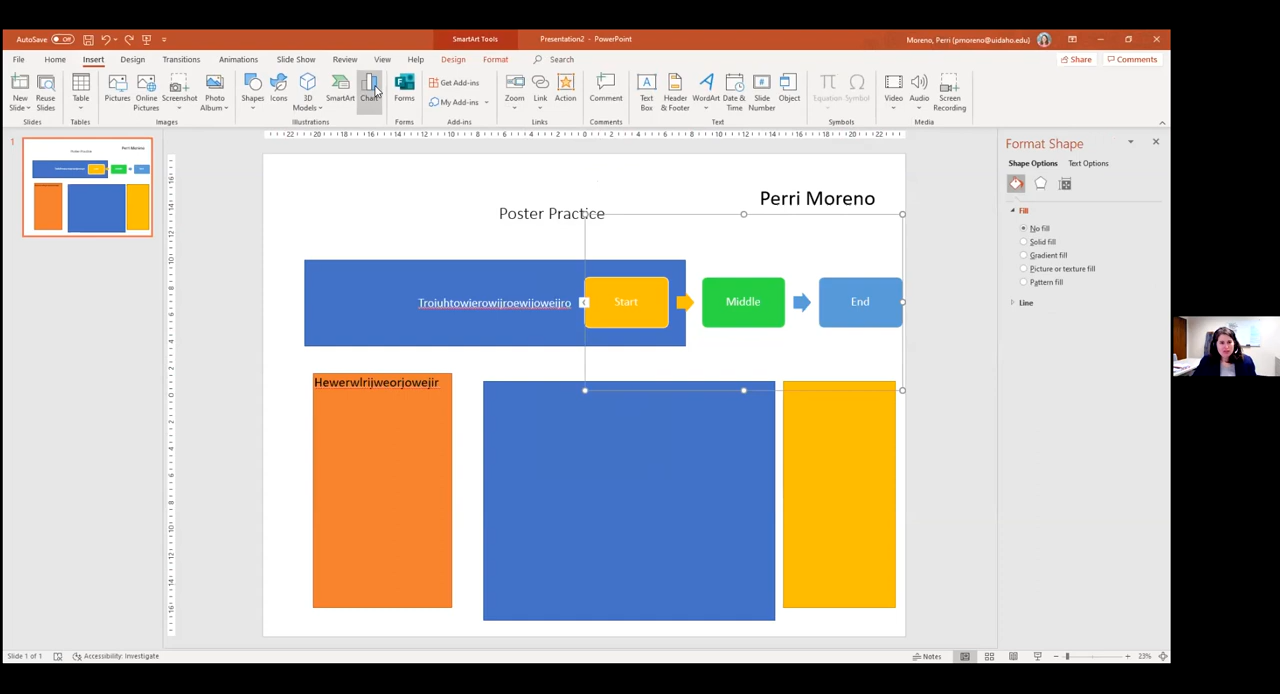 AutoSave Off
SmartArt Tools
Presentation2 - PowerPoint
Moreno, Perri (pmoreno@uidaho.edu)
File Home Insert Design Transitions Animations Slide Show Review View Help Design Format Search
Share Comments
New Slide
Reuse Slides
Table
Pictures
Online Pictures
Screenshot
Photo Album
Shapes
Icons
3D Models
SmartArt
Chart
Forms
Get Add-ins
My Add-ins
Zoom
Link
Action
Comment
Text Box
Header & Footer
WordArt
Date & Time
Slide Number
Object
Equation
Symbol
Video
Audio
Screen Recording
Slides Tables Images Illustrations Forms Add-ins Links Comments Text Symbols Media
1
Perri Moreno
Poster Practice
Troiuhtowierowijroewijoweijro
Start
Middle
End
Hewerwlrijweorjowejir
Format Shape
Shape Options Text Options
Fill
No fill
Solid fill
Gradient fill
Picture or texture fill
Pattern fill
Line
Slide 1 of 1
Accessibility: Investigate
Notes
23%